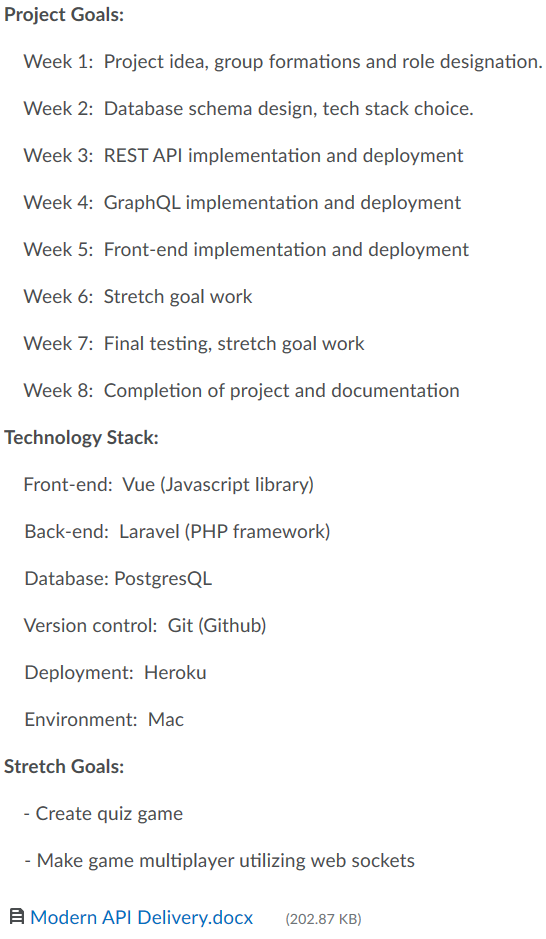 Project Goals:
Week 1: Project idea, group formations and role designation.
Week 2: Database schema design, tech stack choice.
Week 3: REST API implementation and deployment
Week 4: GraphQL implementation and deployment
Week 5: Front-end implementation and deployment
Week 6: Stretch goal work
Week 7: Final testing, stretch goal work
Week 8: Completion of project and documentation
Technology Stack:
Front-end: Vue (Javascript library)
Back-end: Laravel (PHP framework)
Database: PostgresQL
Version control: Git (Github)
Deployment: Heroku
Environment: Mac
Stretch Goals:
- Create quiz game
- Make game multiplayer utilizing web sockets
Modern API Delivery.docx (202.87 KB)